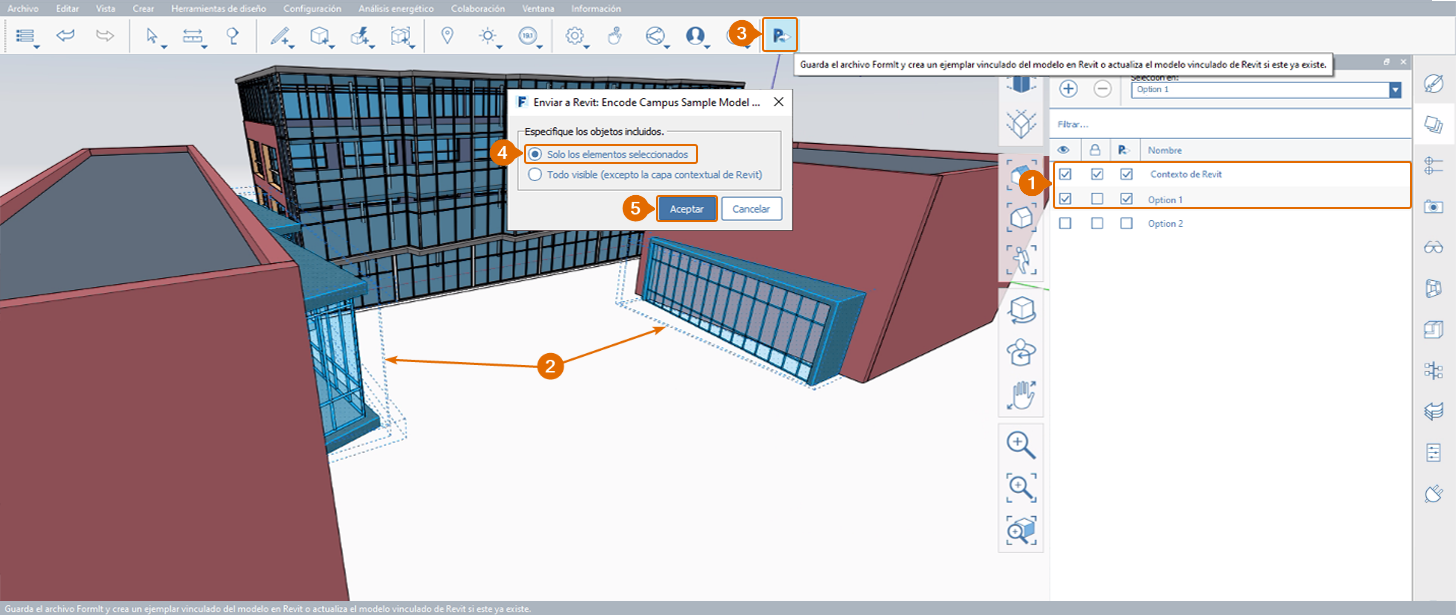 Archivo Editar Vista Crear Herramientas de diseño Configuración Análisis energético Colaboración Ventana Información
3
Guarda el archivo FormIt y crea un ejemplar vinculado del modelo en Revit o actualiza el modelo vinculado de Revit si este ya existe.
Selección en:
Option 1
Filtrar...
Nombre
1
Contexto de Revit
Option 1
Option 2
Enviar a Revit: Encode Campus Sample Model ...
Especifique los objetos incluidos.
4
Solo los elementos seleccionados
Todo visible (excepto la capa contextual de Revit)
5
Aceptar
Cancelar
2
Guarda el archivo FormIt y crea un ejemplar vinculado del modelo en Revit o actualiza el modelo vinculado de Revit si este ya existe.